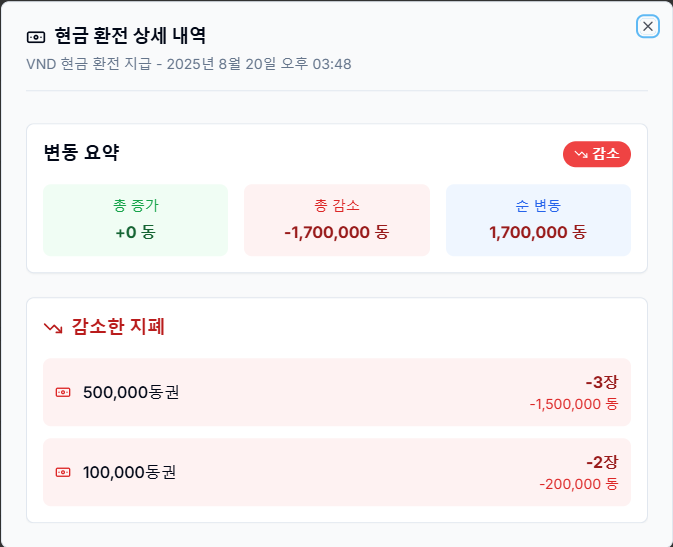 현금 환전 상세 내역
VND 현금 환전 지급 - 2025년 8월 20일 오후 03:48
변동 요약
감소
총 증가
+0 동
총 감소
-1,700,000 동
순 변동
1,700,000 동
감소한 지폐
500,000동권
-3장
-1,500,000 동
100,000동권
-2장
-200,000 동